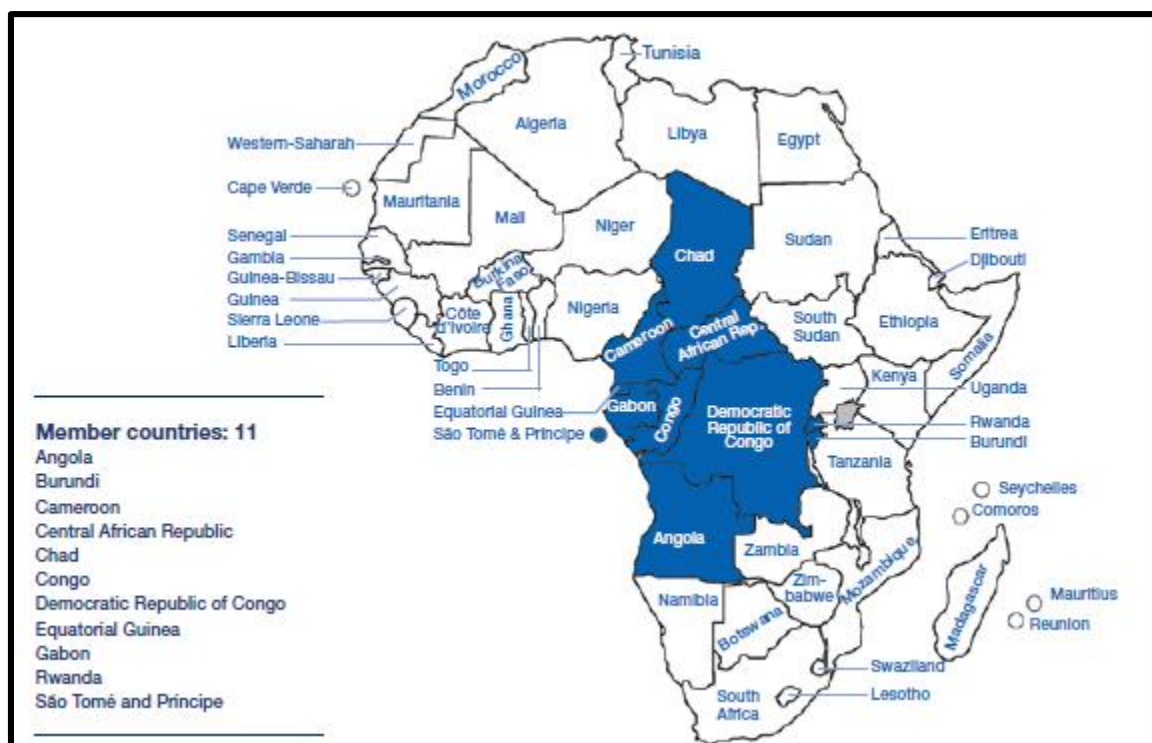 Tunisia
Morocco
Algeria
Libya
Egypt
Western-Saharah
Cape Verde
Mauritania
Mali
Niger
Chad
Sudan
Eritrea
Djibouti
Senegal
Gambia
Guinea-Bissau
Guinea
Sierra Leone
Liberia
Burkina
Faso
Côte
d'Ivoire
Ghana
Nigeria
Togo
Benin
Equatorial Guinea
São Tomé & Príncipe
Cameroon
Central
African Rep.
South
Sudan
Ethiopia
Somalia
Kenya
Uganda
Rwanda
Burundi
Gabon
Congo
Democratic
Republic of
Congo
Tanzania
Seychelles
Comoros
Angola
Zambia
Mozambique
Zim-
babwe
Madagascar
Mauritius
Reunion
Namibia
Botswana
Swaziland
Lesotho
South
Africa
Member countries: 11
Angola
Burundi
Cameroon
Central African Republic
Chad
Congo
Democratic Republic of Congo
Equatorial Guinea
Gabon
Rwanda
São Tomé and Príncipe